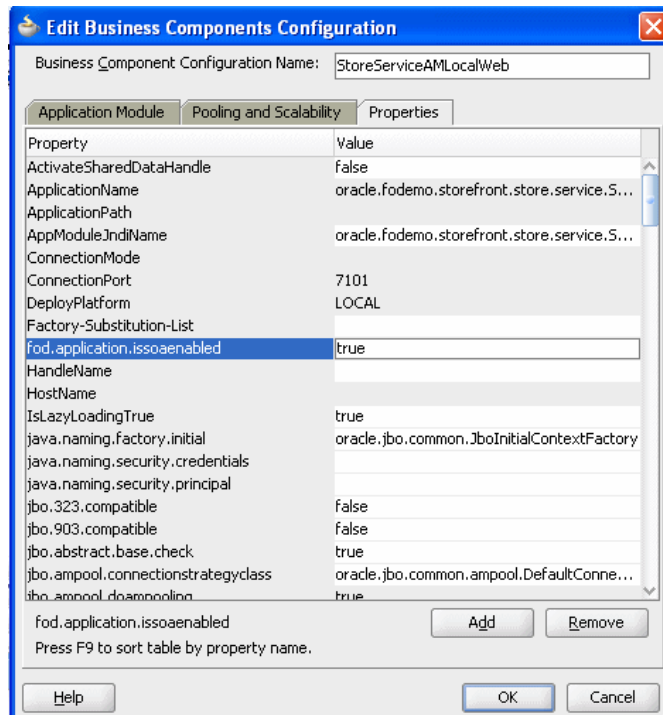 Edit Business Components Configuration
Business Component Configuration Name: StoreServiceAMLocalWeb
Application Module Pooling and Scalability Properties
Property Value
ActivateSharedDataHandle false
ApplicationName oracle.fodemo.storefront.store.service.S...
ApplicationPath
AppModuleJndiName oracle.fodemo.storefront.store.service.S...
ConnectionMode
ConnectionPort 7101
DeployPlatform LOCAL
Factory-Substitution-List
fod.application.issoaenabled true
HandleName
HostName
IsLazyLoadingTrue true
java.naming.factory.initial oracle.jbo.common.JboInitialContextFactory
java.naming.security.credentials
java.naming.security.principal
jbo.323.compatible false
jbo.903.compatible false
jbo.abstract.base.check true
jbo.ampool.connectionstrategyclass oracle.jbo.common.ampool.DefaultConne...
jbo.ampool.doampooling true
fod.application.issoaenabled Add Remove
Press F9 to sort table by property name.
Help OK Cancel